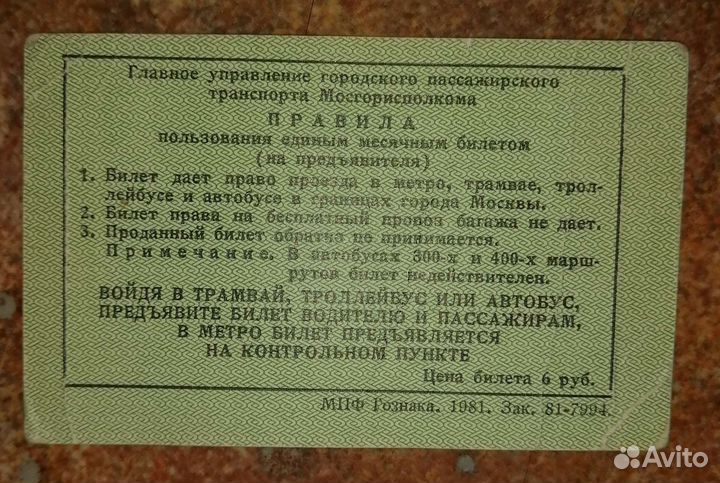 Главное управление городского пассажирского
транспорта Мосгорисполкома
ПРАВИЛА
пользования единым месячным билетом
(на предъявителя)
1. Билет дает право проезда в метро, трамвае, трол-
лейбусе и автобусе в границах города Москвы.
2. Билет права на бесплатный провоз багажа не дает.
3. Проданный билет обратно не принимается.
Примечание. В автобусах 300-х и 400-х марш-
рутов билет недействителен.
ВОЙДЯ В ТРАМВАЙ, ТРОЛЛЕЙБУС ИЛИ АВТОБУС,
ПРЕДЪЯВИТЕ БИЛЕТ ВОДИТЕЛЮ И ПАССАЖИРАМ,
В МЕТРО БИЛЕТ ПРЕДЪЯВЛЯЕТСЯ
НА КОНТРОЛЬНОМ ПУНКТЕ
Цена билета 6 руб.
МПФ Гознака. 1981. Зак. 81-7994.
Avito